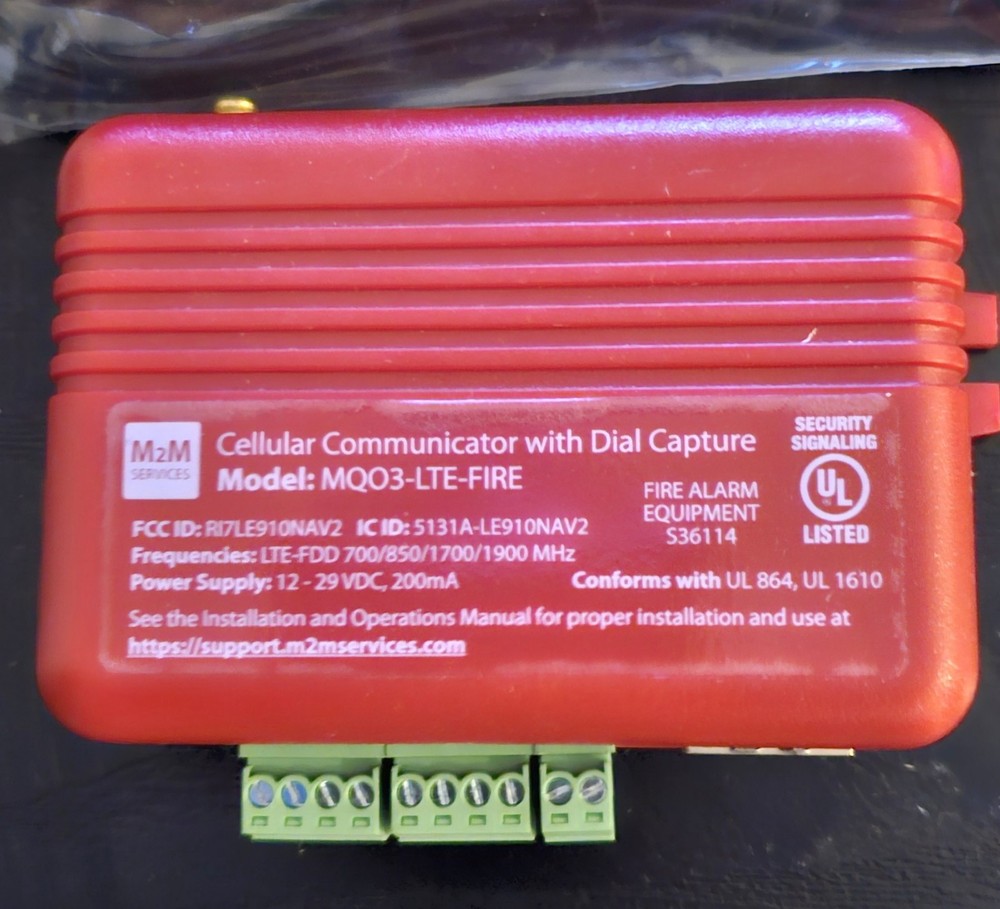 M2M
SERVICES
Cellular Communicator with Dial Capture
Model: MQO3-LTE-FIRE
SECURITY
SIGNALING
UL
LISTED
FIRE ALARM
EQUIPMENT
S36114
FCC ID: RI7LE910NAV2 IC ID: 5131A-LE910NAV2
Frequencies: LTE-FDD 700/850/1700/1900 MHz
Power Supply: 12 - 29 VDC, 200mA
Conforms with UL 864, UL 1610
See the Installation and Operations Manual for proper installation and use at
https://support.m2mservices.com